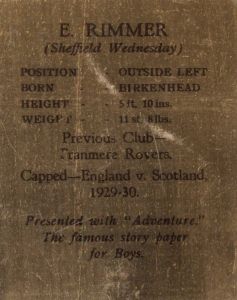 E. RIMMER
(Sheffield Wednesday)
POSITION - OUTSIDE LEFT
BORN - BIRKENHEAD
HEIGHT - - 5 ft. 10 ins.
WEIGHT - - 11 st. 8 lbs.
Previous Club—
Tranmere Rovers.
Capped—England v. Scotland,
1929-30.
Presented with "Adventure."
The famous story paper
for Boys.